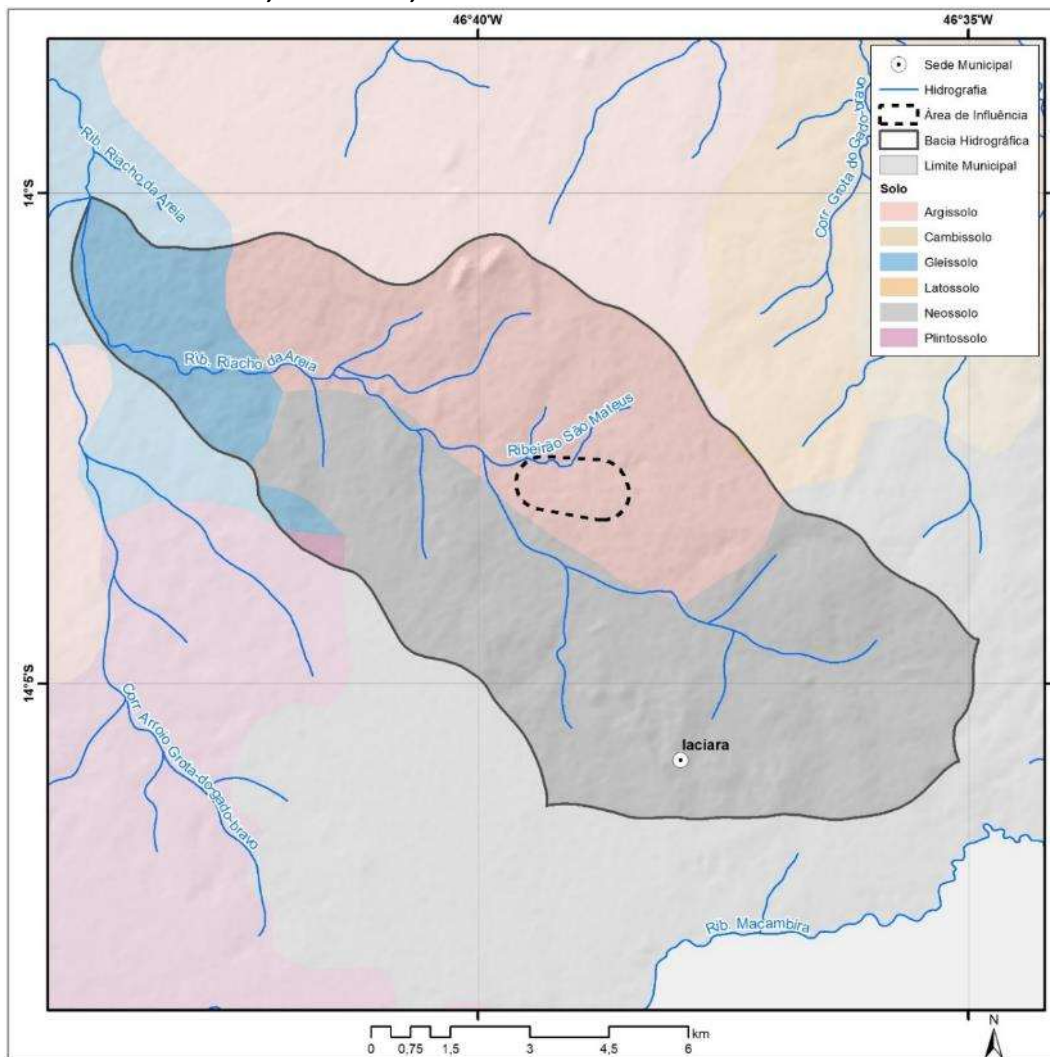 46°40'W
46°35'W
14°S
14°5'S
Sede Municipal
Hidrografia
Área de Influência
Bacia Hidrográfica
Limite Municipal
Solo
Argissolo
Cambissolo
Gleissolo
Latossolo
Neossolo
Plintossolo
Rib. Riacho da Areia
Corr. Grota do Gado bravo
Rib. Riacho da Areia
Ribeirão São Mateus
Iaciara
Corr. Arroio Grota-do-gado-bravo
Rib. Macambira
km
0 0,75 1,5 3 4,5 6
N